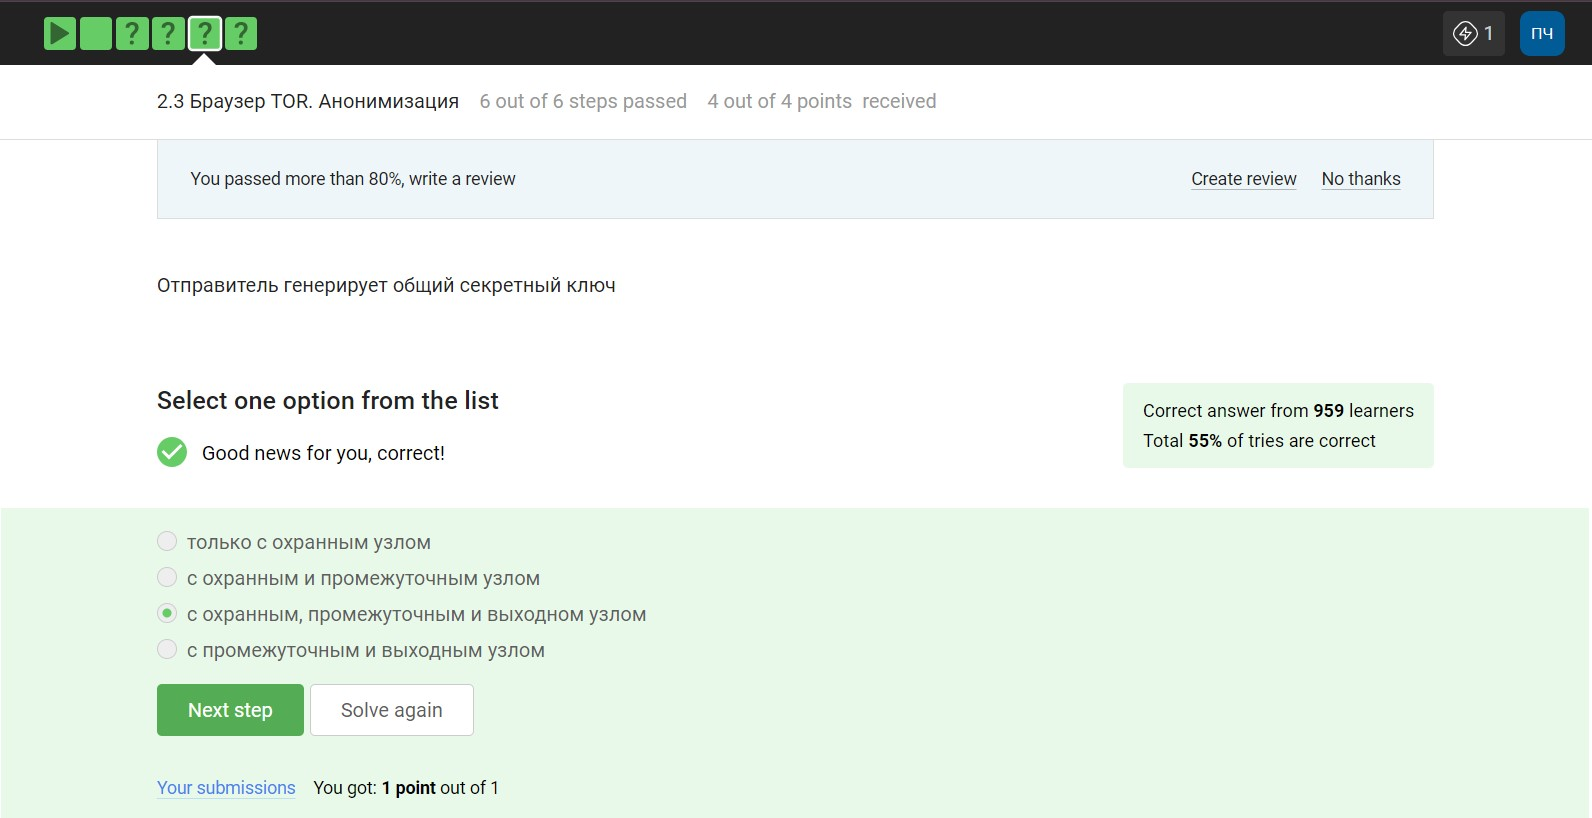 ? ? ? ?
1
ПЧ
2.3 Браузер TOR. Анонимизация 6 out of 6 steps passed 4 out of 4 points received
You passed more than 80%, write a review Create review No thanks
Отправитель генерирует общий секретный ключ
Select one option from the list
Good news for you, correct!
Correct answer from 959 learners
Total 55% of tries are correct
только с охранным узлом
с охранным и промежуточным узлом
с охранным, промежуточным и выходном узлом
с промежуточным и выходным узлом
Next step Solve again
Your submissions You got: 1 point out of 1